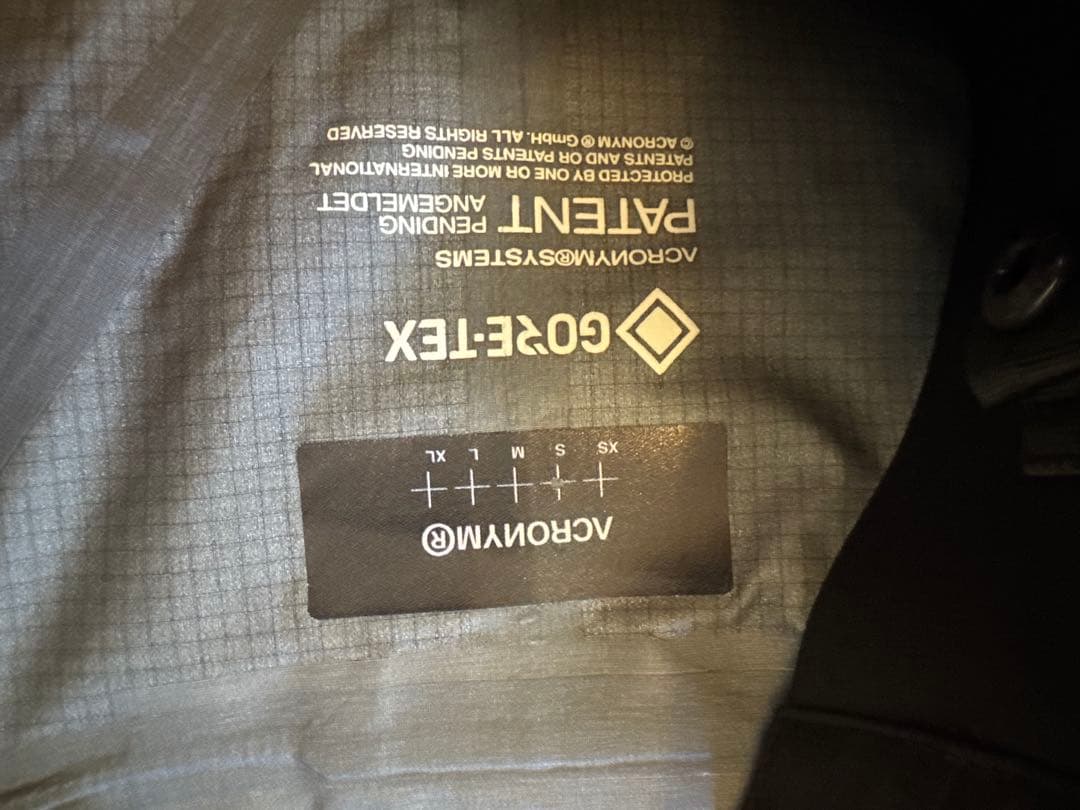 ACRONYM®
XS S M L XL
GORE-TEX
ACRONYM®SYSTEMS
PATENT PENDING ANGEMELDET
PROTECTED BY ONE OR MORE INTERNATIONAL
PATENTS AND OR PATENTS PENDING
© ACRONYM ® GmbH. ALL RIGHTS RESERVED